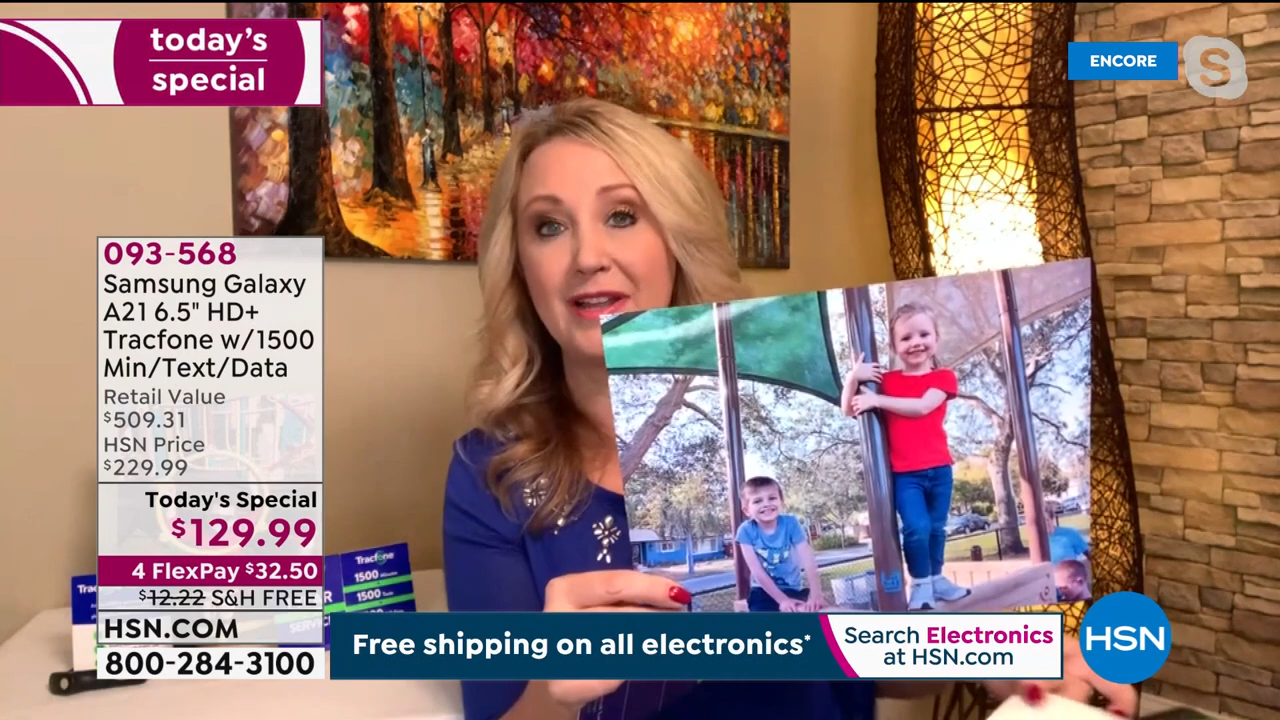 today's
special
ENCORE
S
093-568
Samsung Galaxy
A21 6.5" HD+
Tracfone w/1500
Min/Text/Data
Retail Value
$509.31
HSN Price
$229.99
Today's Special
$129.99
4 FlexPay $32.50
$12.22 S&H FREE
HSN.COM
800-284-3100
Tracfone
1500
1500
Free shipping on all electronics*
Search Electronics
at HSN.com
HSN